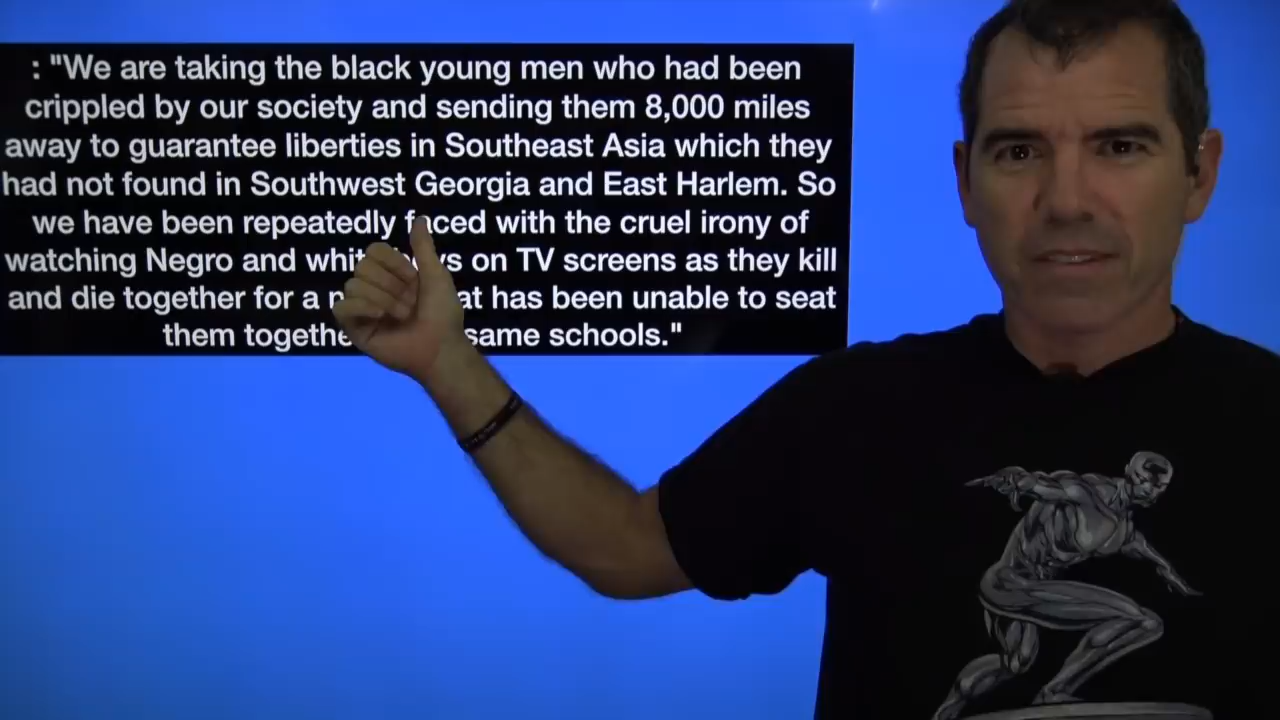 : "We are taking the black young men who had been
crippled by our society and sending them 8,000 miles
away to guarantee liberties in Southeast Asia which they
had not found in Southwest Georgia and East Harlem. So
we have been repeatedly faced with the cruel irony of
watching Negro and white boys on TV screens as they kill
and die together for a at has been unable to seat
them together same schools."